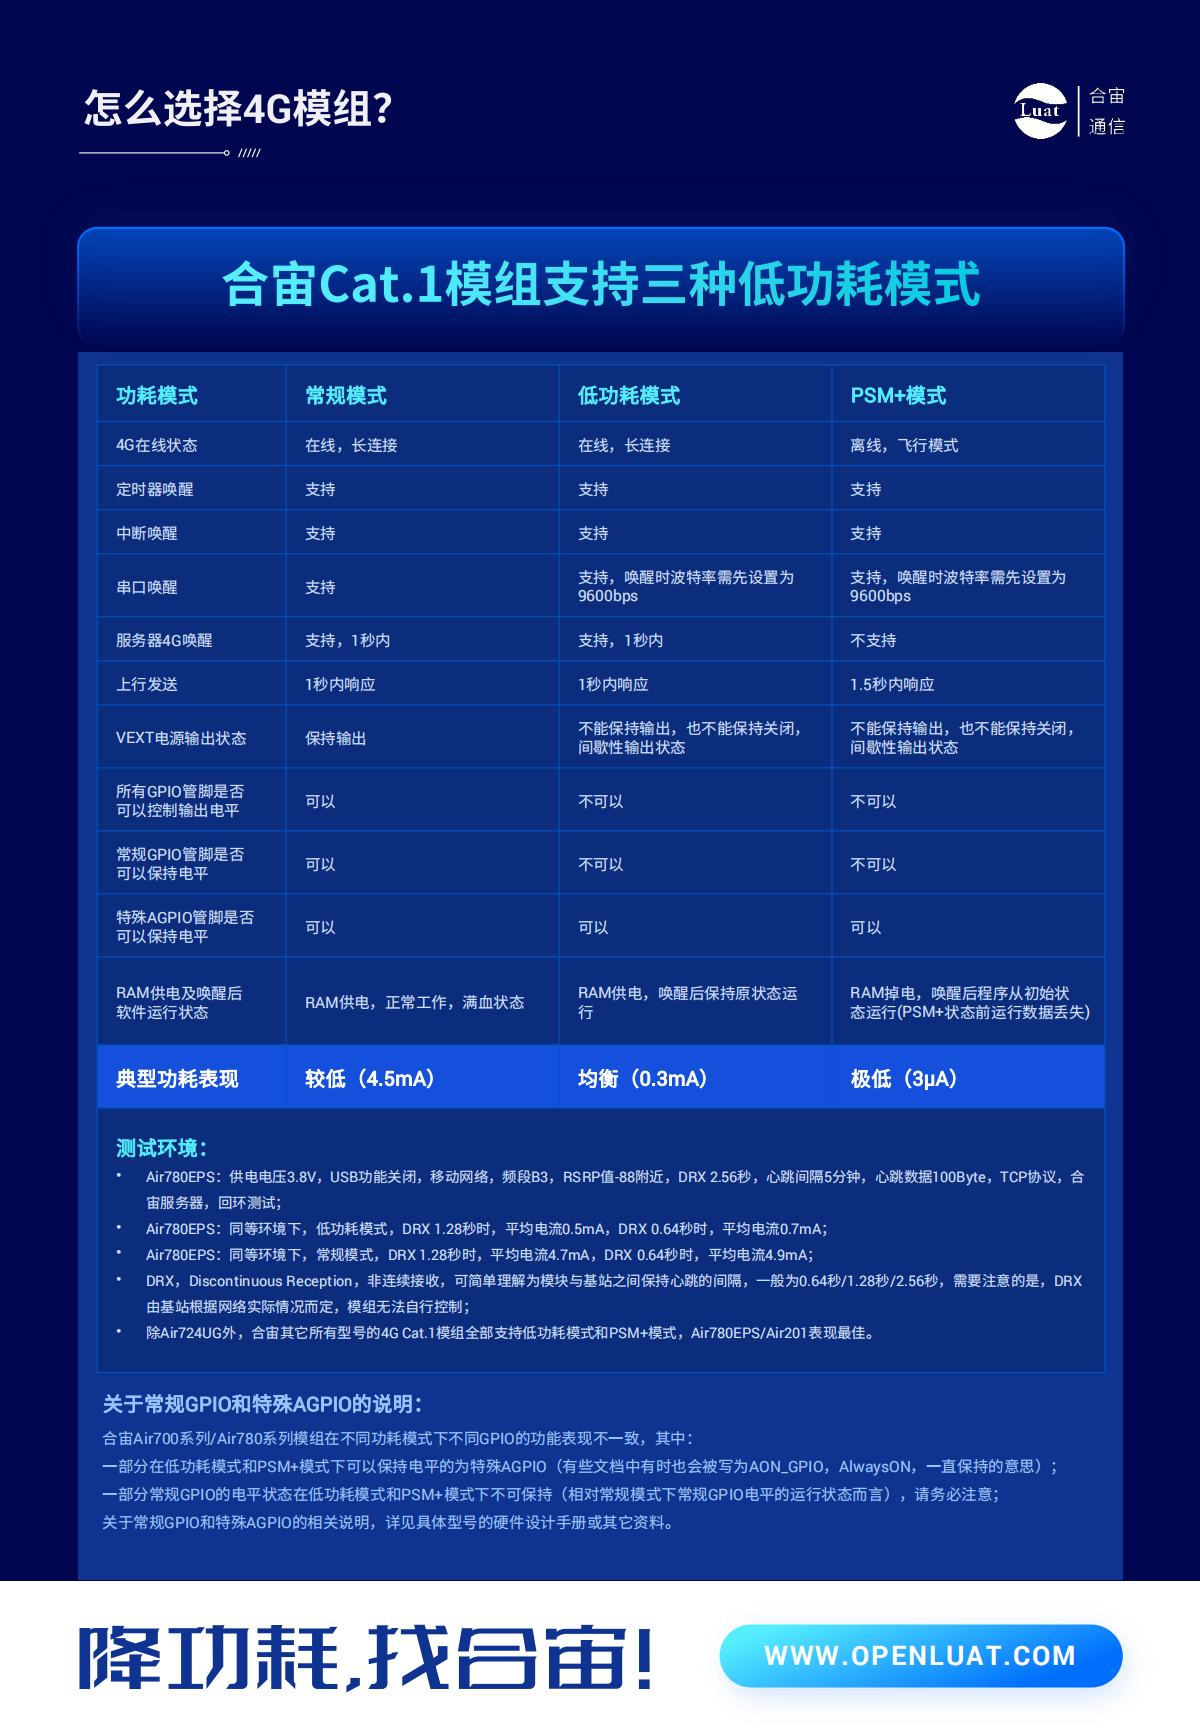 怎么选择4G模组？
Luat
合宙
通信
合宙Cat.1模组支持三种低功耗模式
功耗模式 常规模式 低功耗模式 PSM+模式
4G在线状态 在线，长连接 在线，长连接 离线，飞行模式
定时器唤醒 支持 支持 支持
中断唤醒 支持 支持 支持
串口唤醒 支持 支持，唤醒时波特率需先设置为 支持，唤醒时波特率需先设置为
9600bps 9600bps
服务器4G唤醒 支持，1秒内 支持，1秒内 不支持
上行发送 1秒内响应 1秒内响应 1.5秒内响应
VEXT电源输出状态 保持输出 不能保持输出，也不能保持关闭， 不能保持输出，也不能保持关闭，
间歇性输出状态 间歇性输出状态
所有GPIO管脚是否
可以控制输出电平 可以 不可以 不可以
常规GPIO管脚是否
可以保持电平 可以 不可以 不可以
特殊AGPIO管脚是否
可以保持电平 可以 可以 可以
RAM供电及唤醒后 RAM供电，正常工作，满血状态 RAM供电，唤醒后保持原状态运 RAM掉电，唤醒后程序从初始状
软件运行状态 行 态运行(PSM+状态前运行数据丢失)
典型功耗表现 较低（4.5mA） 均衡（0.3mA） 极低（3μA）
测试环境：
• Air780EPS：供电电压3.8V，USB功能关闭，移动网络，频段B3，RSRP值-88附近，DRX 2.56秒，心跳间隔5分钟，心跳数据100Byte，TCP协议，合
宙服务器，回环测试；
• Air780EPS：同等环境下，低功耗模式，DRX 1.28秒时，平均电流0.5mA，DRX 0.64秒时，平均电流0.7mA；
• Air780EPS：同等环境下，常规模式，DRX 1.28秒时，平均电流4.7mA，DRX 0.64秒时，平均电流4.9mA；
• DRX，Discontinuous Reception，非连续接收，可简单理解为模块与基站之间保持心跳的间隔，一般为0.64秒/1.28秒/2.56秒，需要注意的是，DRX
由基站根据网络实际情况而定，模组无法自行控制；
• 除Air724UG外，合宙其它所有型号的4G Cat.1模组全部支持低功耗模式和PSM+模式，Air780EPS/Air201表现最佳。
关于常规GPIO和特殊AGPIO的说明：
合宙Air700系列/Air780系列模组在不同功耗模式下不同GPIO的功能表现不一致，其中：
一部分在低功耗模式和PSM+模式下可以保持电平的为特殊AGPIO（有些文档中有时也会被写为AON_GPIO，AlwaysON，一直保持的意思）；
一部分常规GPIO的电平状态在低功耗模式和PSM+模式下不可保持（相对常规模式下常规GPIO电平的运行状态而言），请务必注意；
关于常规GPIO和特殊AGPIO的相关说明，详见具体型号的硬件设计手册或其它资料。
降功耗,找合宙!
WWW.OPENLUAT.COM